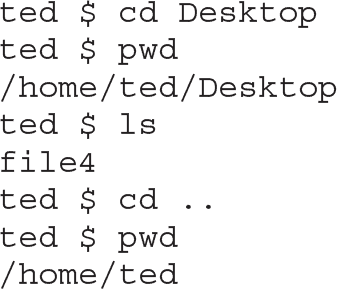 ted $ cd Desktop
ted $ pwd
/home/ted/Desktop
ted $ ls
file4
ted $ cd ..
ted $ pwd
/home/ted